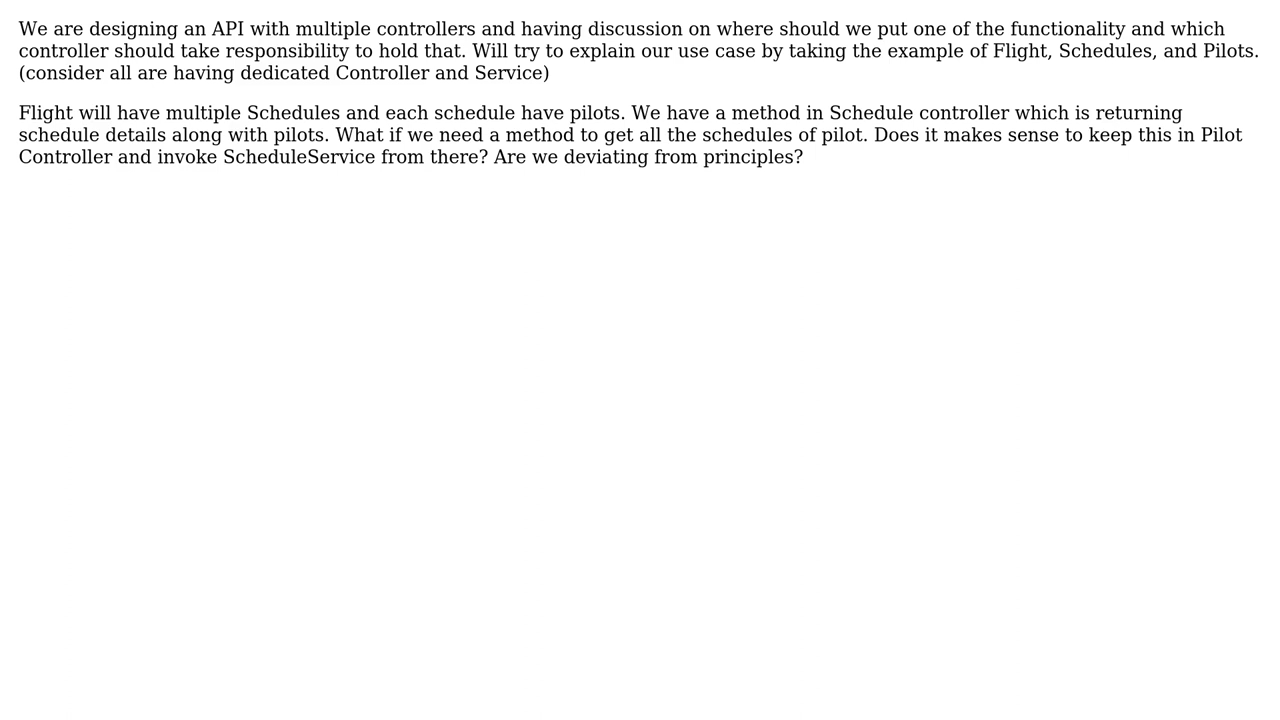 We are designing an API with multiple controllers and having discussion on where should we put one of the functionality and which
controller should take responsibility to hold that. Will try to explain our use case by taking the example of Flight, Schedules, and Pilots.
(consider all are having dedicated Controller and Service)
Flight will have multiple Schedules and each schedule have pilots. We have a method in Schedule controller which is returning
schedule details along with pilots. What if we need a method to get all the schedules of pilot. Does it makes sense to keep this in Pilot
Controller and invoke ScheduleService from there? Are we deviating from principles?